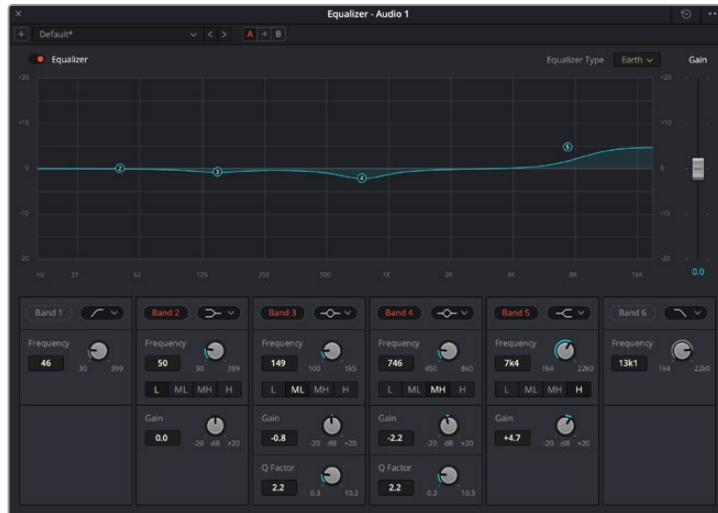 Equalizer - Audio 1
Default*
A B
Equalizer
Equalizer Type Earth Gain
+20 +20
+10 +10
0 0
-10 -10
-20 -20
2 3 4 5
Hz 31 62 125 250 500 1K 2K 4K 8K 16K
0.0
Band 1 Band 2 Band 3 Band 4 Band 5 Band 6
Frequency Frequency Frequency Frequency Frequency Frequency
46 30 399 50 30 399 149 100 1k5 746 450 8k0 7k4 1k4 22k0 13k1 1k4 22k0
L ML MH H L ML MH H L ML MH H L ML MH H
Gain Gain Gain Gain
0.0 -20 dB +20 -0.8 -20 dB +20 -2.2 -20 dB +20 +4.7 -20 dB +20
Q Factor Q Factor
2.2 0.3 10.3 2.2 0.3 10.3